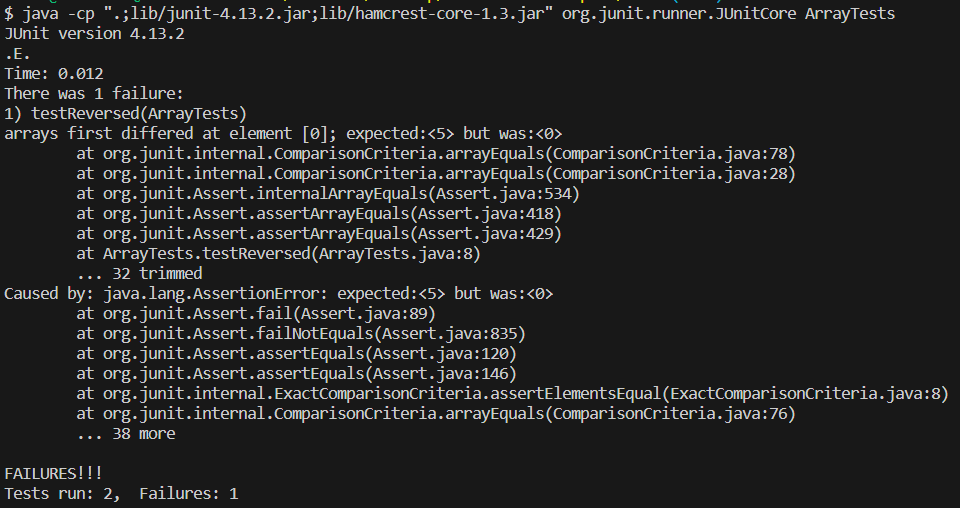 $ java -cp ".;lib/junit-4.13.2.jar;lib/hamcrest-core-1.3.jar" org.junit.runner.JUnitCore ArrayTests
JUnit version 4.13.2
.E.
Time: 0.012
There was 1 failure:
1) testReversed(ArrayTests)
arrays first differed at element [0]; expected:<5> but was:<0>
        at org.junit.internal.ComparisonCriteria.arrayEquals(ComparisonCriteria.java:78)
        at org.junit.internal.ComparisonCriteria.arrayEquals(ComparisonCriteria.java:28)
        at org.junit.Assert.internalArrayEquals(Assert.java:534)
        at org.junit.Assert.assertArrayEquals(Assert.java:418)
        at org.junit.Assert.assertArrayEquals(Assert.java:429)
        at ArrayTests.testReversed(ArrayTests.java:8)
        ... 32 trimmed
Caused by: java.lang.AssertionError: expected:<5> but was:<0>
        at org.junit.Assert.fail(Assert.java:89)
        at org.junit.Assert.failNotEquals(Assert.java:835)
        at org.junit.Assert.assertEquals(Assert.java:120)
        at org.junit.Assert.assertEquals(Assert.java:146)
        at org.junit.internal.ExactComparisonCriteria.assertElementsEqual(ExactComparisonCriteria.java:8)
        at org.junit.internal.ComparisonCriteria.arrayEquals(ComparisonCriteria.java:76)
        ... 38 more

FAILURES!!!
Tests run: 2,  Failures: 1